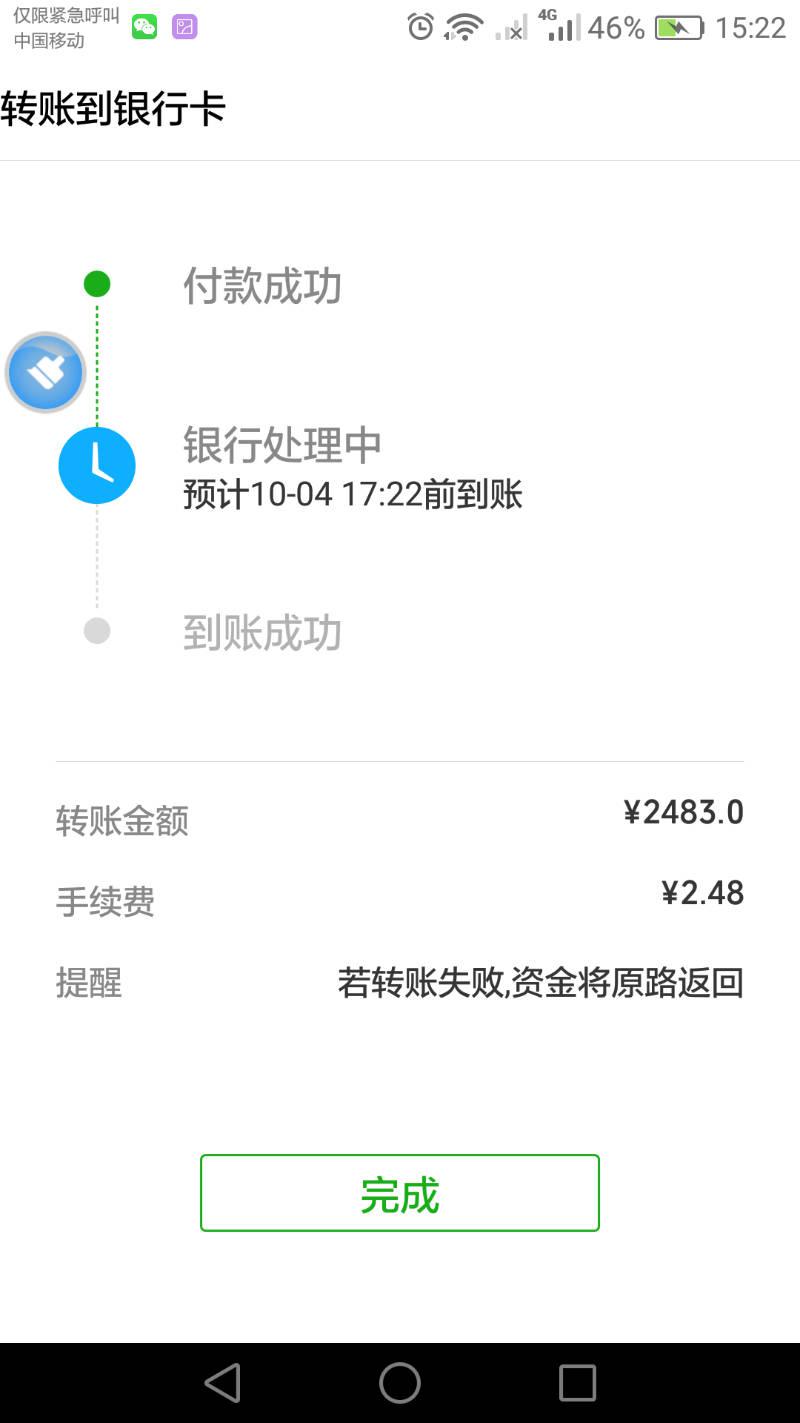 仅限紧急呼叫
中国移动
4G
46%
15:22
转账到银行卡
付款成功
银行处理中
预计10-04 17:22前到账
到账成功
转账金额 ¥2483.0
手续费 ¥2.48
提醒 若转账失败,资金将原路返回
完成